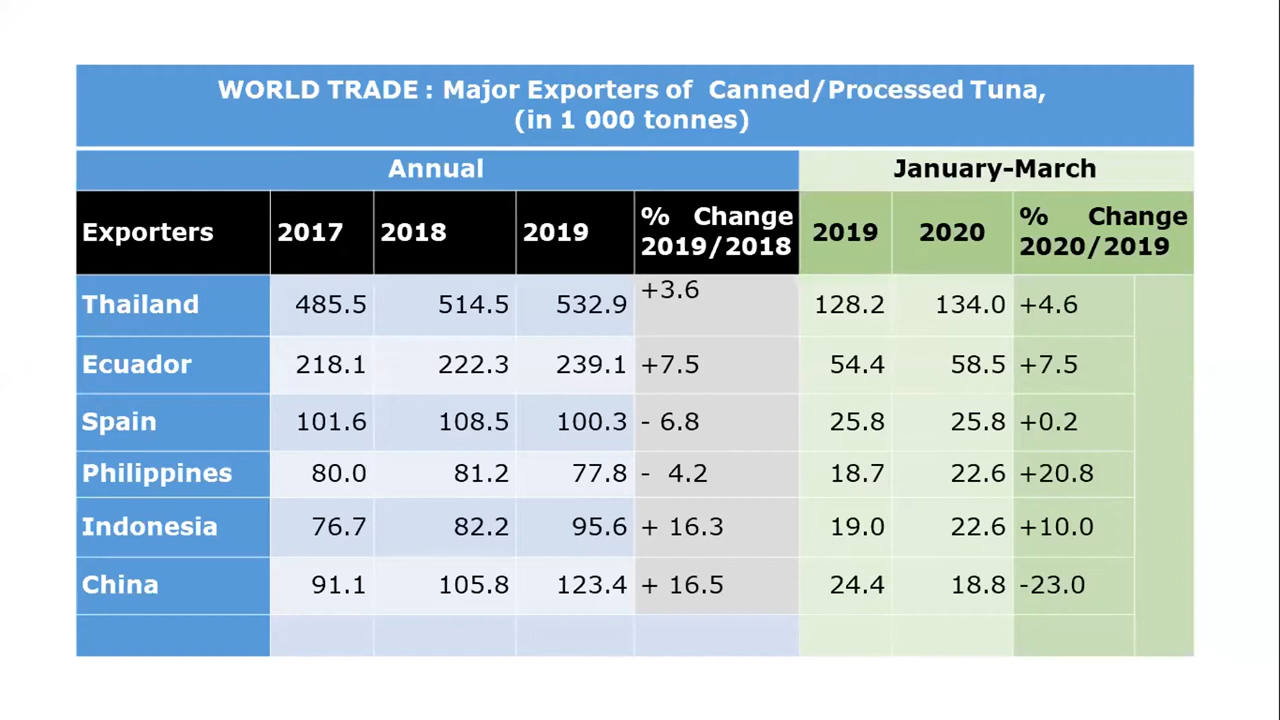 WORLD TRADE : Major Exporters of Canned/Processed Tuna,
(in 1 000 tonnes)
Annual January-March
Exporters 2017 2018 2019 % Change 2019/2018 2019 2020 % Change 2020/2019
Thailand 485.5 514.5 532.9 +3.6 128.2 134.0 +4.6
Ecuador 218.1 222.3 239.1 +7.5 54.4 58.5 +7.5
Spain 101.6 108.5 100.3 - 6.8 25.8 25.8 +0.2
Philippines 80.0 81.2 77.8 - 4.2 18.7 22.6 +20.8
Indonesia 76.7 82.2 95.6 + 16.3 19.0 22.6 +10.0
China 91.1 105.8 123.4 + 16.5 24.4 18.8 -23.0